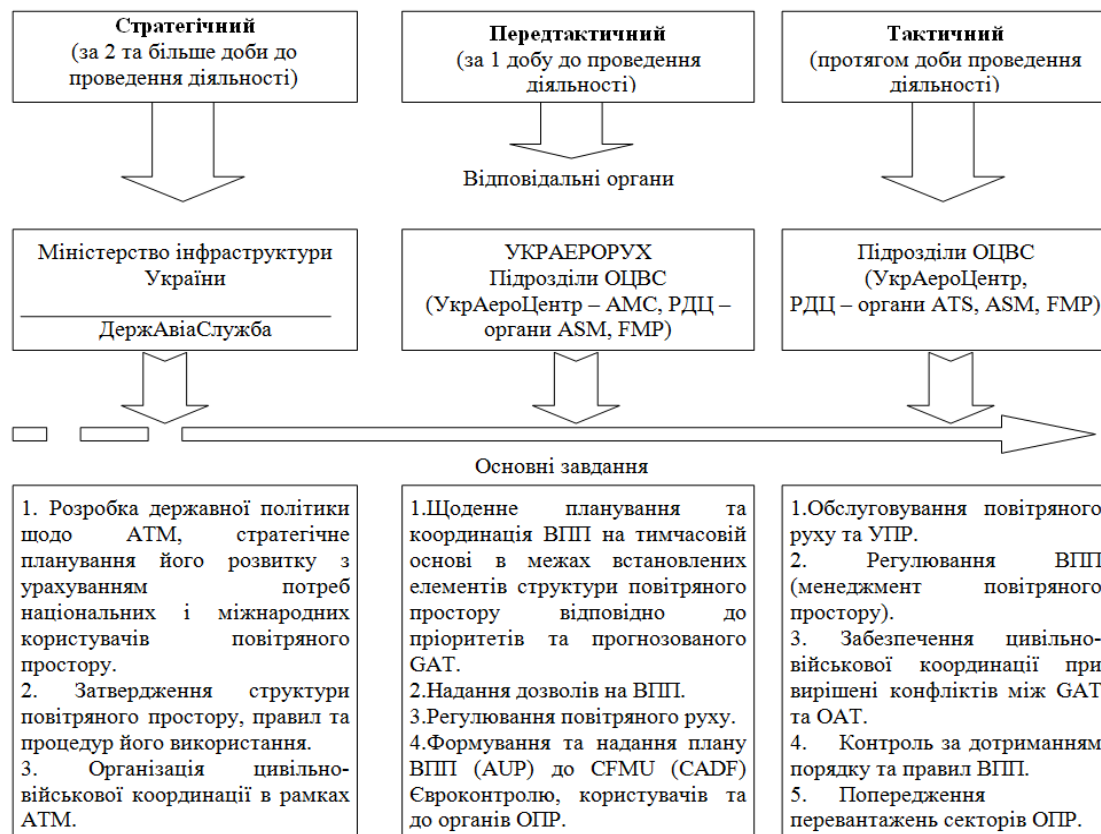 Стратегічний
(за 2 та більше доби до
проведення діяльності)
Передтактичний
(за 1 добу до проведення
діяльності)
Тактичний
(протягом доби проведення
діяльності)
Відповідальні органи
Міністерство інфраструктури
України
ДержАвіаСлужба
УКРАЕРОРУХ
Підрозділи ОЦВС
(УкрАероЦентр – АМС, РДЦ –
органи ASM, FMP)
Підрозділи ОЦВС
(УкрАероЦентр,
РДЦ – органи ATS, ASM, FMP)
Основні завдання
1. Розробка державної політики
щодо АТМ, стратегічне
планування його розвитку з
урахуванням потреб
національних і міжнародних
користувачів повітряного
простору.
2. Затвердження структури
повітряного простору, правил та
процедур його використання.
3. Організація цивільно-
військової координації в рамках
АТМ.
1.Щоденне планування та
координація ВПП на тимчасовій
основі в межах встановлених
елементів структури повітряного
простору відповідно до
пріоритетів та прогнозованого
GAT.
2.Надання дозволів на ВПП.
3.Регулювання повітряного руху.
4.Формування та надання плану
ВПП (AUP) до CFMU (CADF)
Євроконтролю, користувачів та
до органів ОПР.
1.Обслуговування повітряного
руху та УПР.
2. Регулювання ВПП
(менеджмент повітряного
простору).
3. Забезпечення цивільно-
військової координації при
вирішені конфліктів між GAT
та ОАТ.
4. Контроль за дотриманням
порядку та правил ВПП.
5. Попередження
перевантажень секторів ОПР.